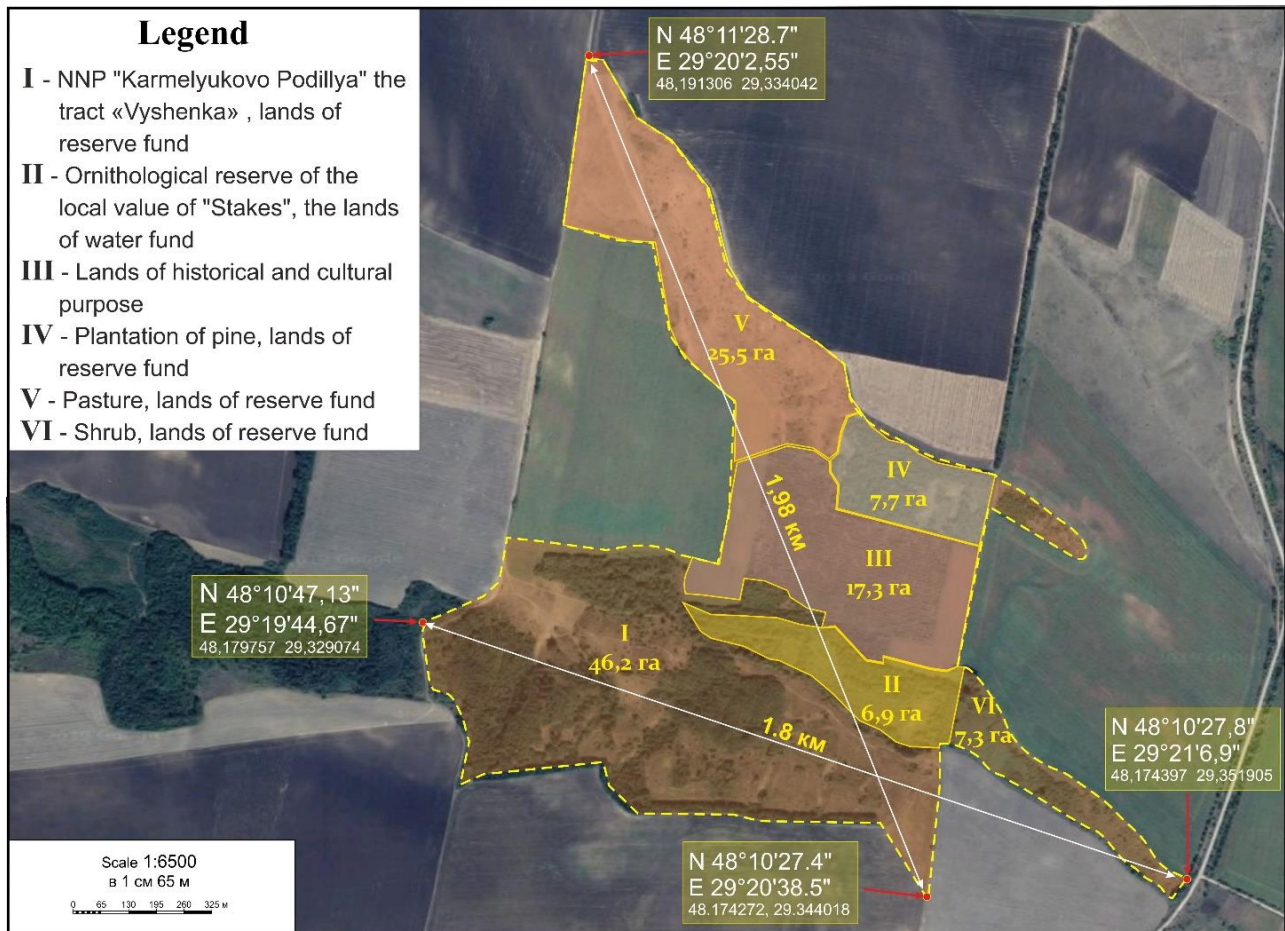 Legend
I - NNP "Karmelyukovo Podillya" the
tract «Vyshenka» , lands of
reserve fund
II - Ornithological reserve of the
local value of "Stakes", the lands
of water fund
III - Lands of historical and cultural
purpose
IV - Plantation of pine, lands of
reserve fund
V - Pasture, lands of reserve fund
VI - Shrub, lands of reserve fund
N 48°11'28.7"
E 29°20'2,55"
48,191306 29,334042
V
25,5 га
IV
7,7 га
1,98 км
III
17,3 га
N 48°10'47,13"
E 29°19'44,67"
48,179757 29,329074
I
46,2 га
II
6,9 га
VI
7,3 га
1.8 км
N 48°10'27,8"
E 29°21'6,9"
48,174397 29,351905
N 48°10'27.4"
E 29°20'38.5"
48.174272, 29.344018
Scale 1:6500
в 1 см 65 м
0 65 130 195 260 325 м